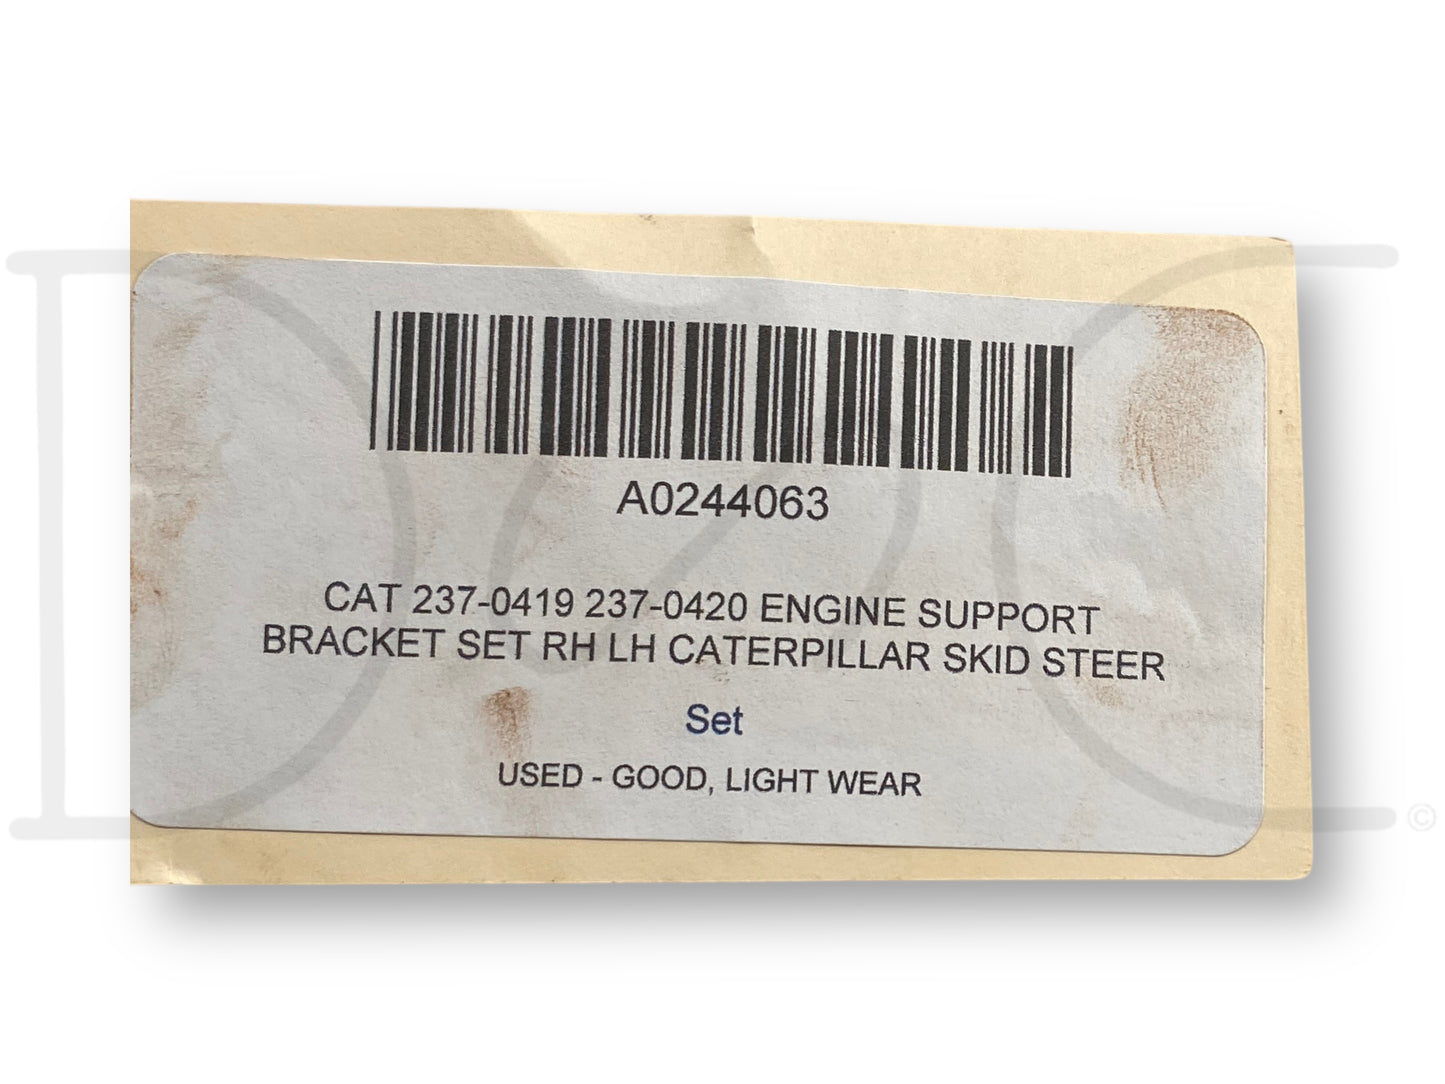 A0244063
CAT 237-0419 237-0420 ENGINE SUPPORT
BRACKET SET RH LH CATERPILLAR SKID STEER
Set
USED - GOOD, LIGHT WEAR
D2C
©